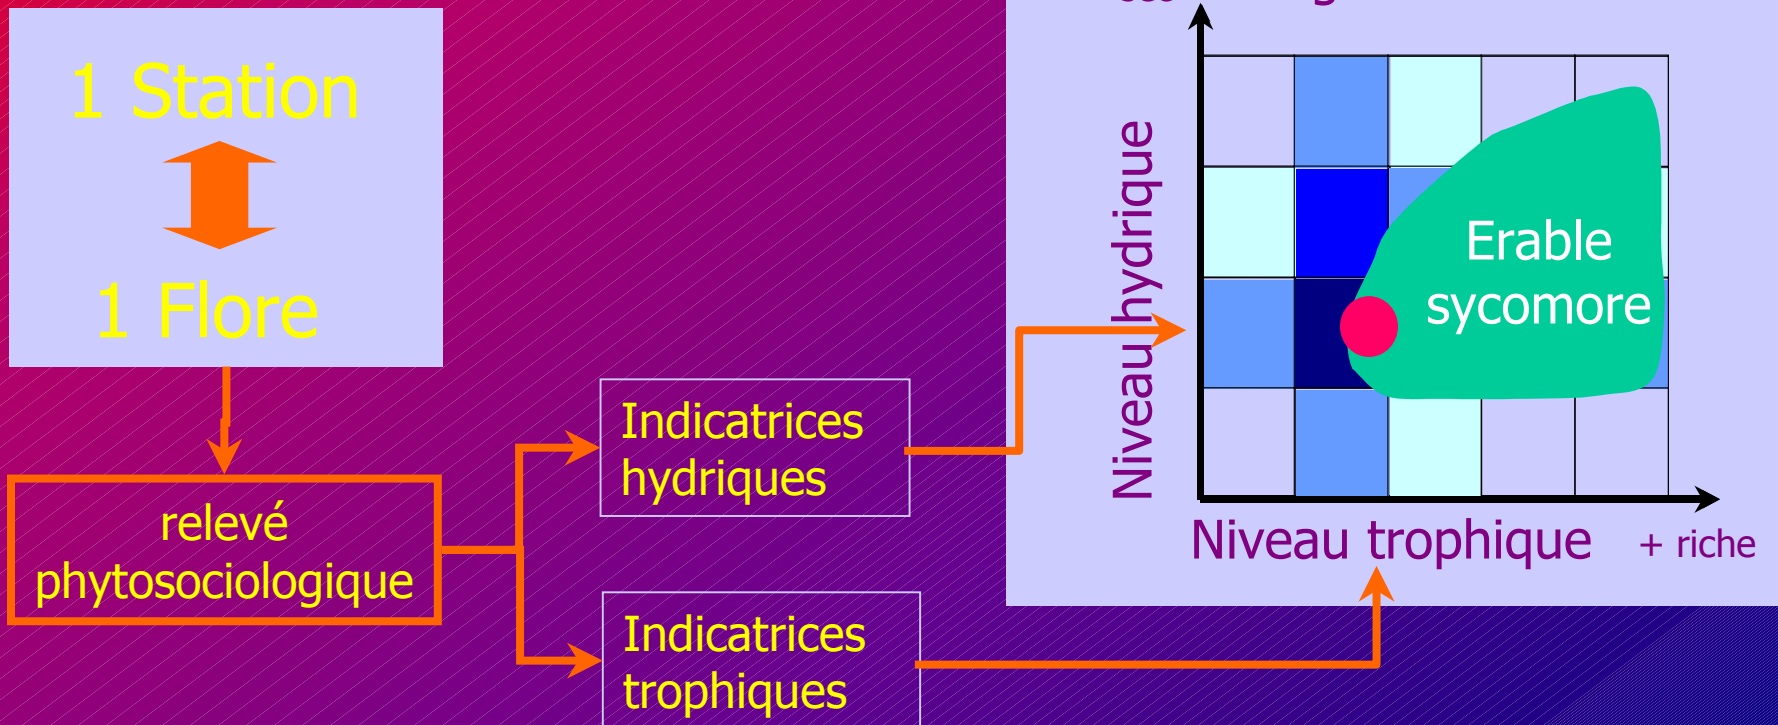 1 Station
1 Flore
relevé
phytosociologique
Indicatrices
hydriques
Indicatrices
trophiques
Niveau hydrique
Erable
sycomore
Niveau trophique
+ riche